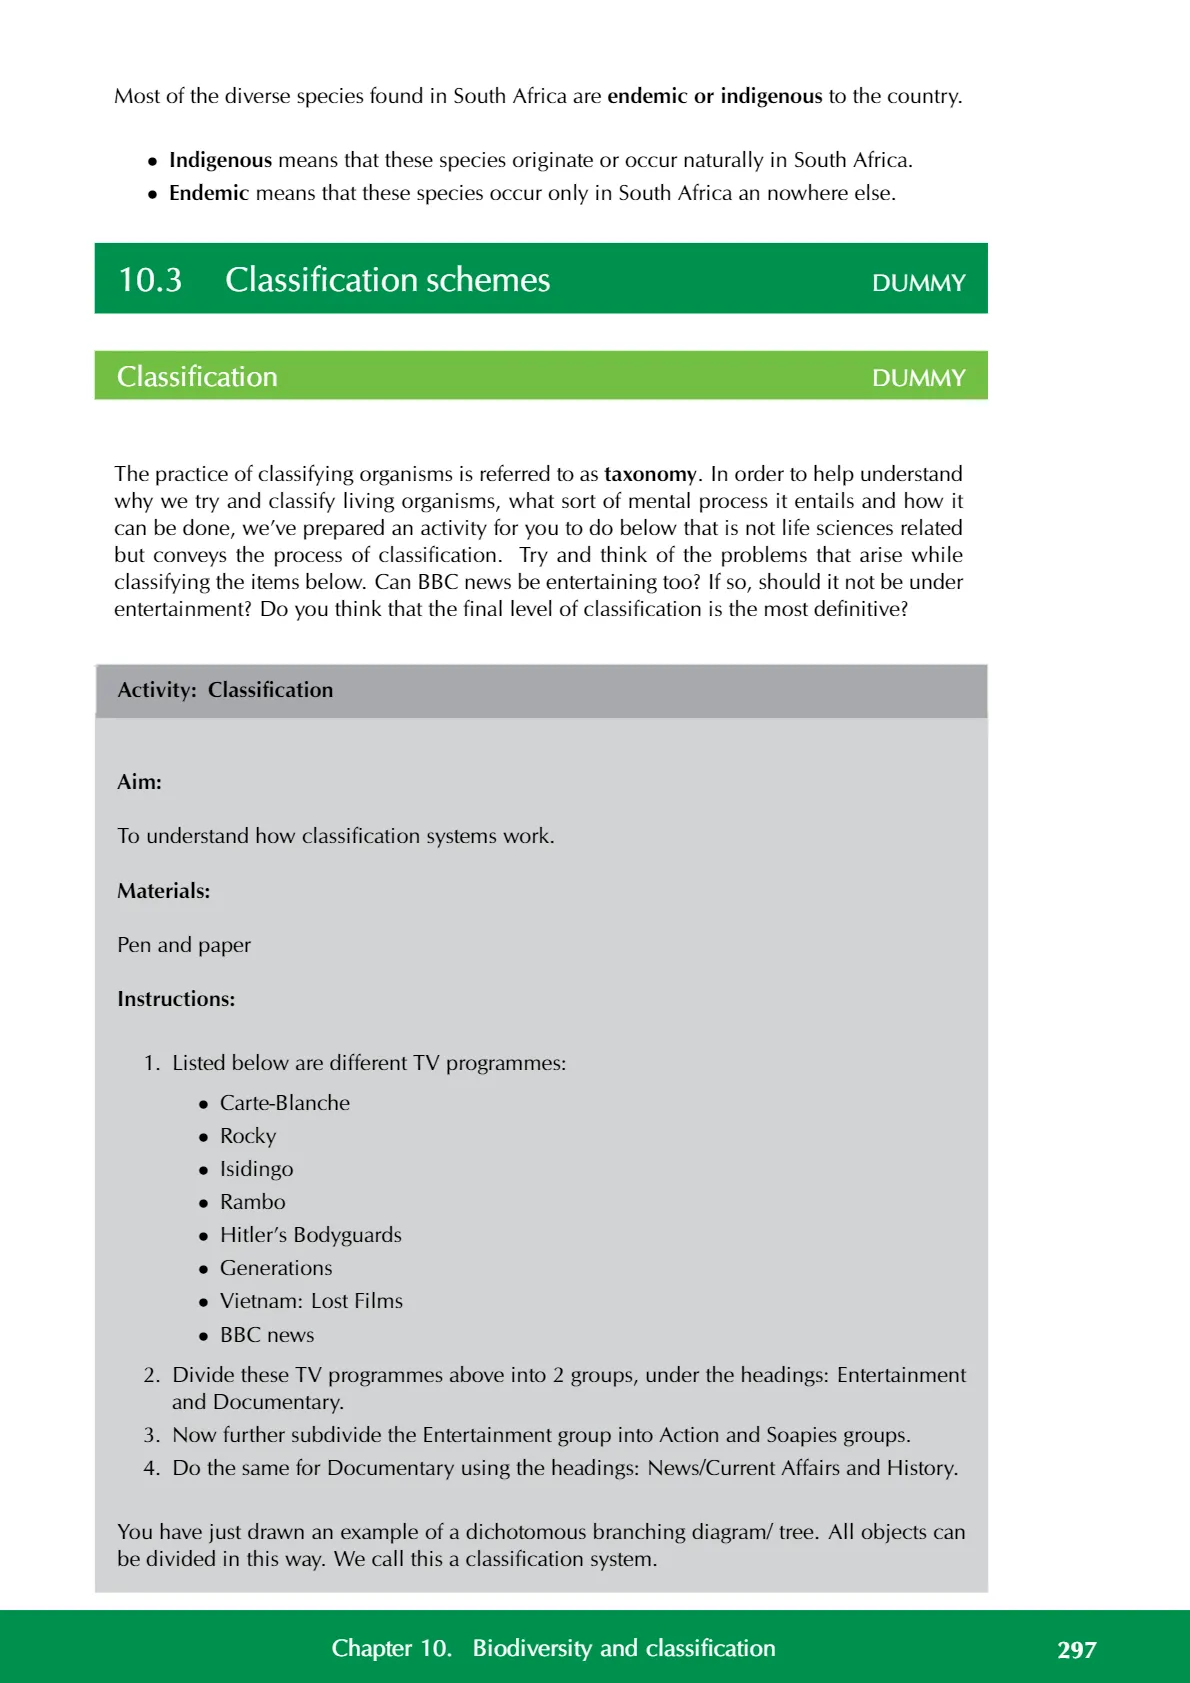 Most of the diverse species found in South Africa are endemic or indigenous to the country.
• Indigenous means that these species originate or occur naturally in South Africa.
• Endemic means that these species occur only in South Africa an nowhere else.
10.3 Classification schemes DUMMY
Classification DUMMY
The practice of classifying organisms is referred to as taxonomy. In order to help understand
why we try and classify living organisms, what sort of mental process it entails and how it
can be done, we've prepared an activity for you to do below that is not life sciences related
but conveys the process of classification. Try and think of the problems that arise while
classifying the items below. Can BBC news be entertaining too? If so, should it not be under
entertainment? Do you think that the final level of classification is the most definitive?
Activity: Classification
Aim:
To understand how classification systems work.
Materials:
Pen and paper
Instructions:
1. Listed below are different TV programmes:
• Carte-Blanche
• Rocky
• Isidingo
• Rambo
• Hitler's Bodyguards
• Generations
• Vietnam: Lost Films
• BBC news
2. Divide these TV programmes above into 2 groups, under the headings: Entertainment
and Documentary.
3. Now further subdivide the Entertainment group into Action and Soapies groups.
4. Do the same for Documentary using the headings: News/Current Affairs and History.
You have just drawn an example of a dichotomous branching diagram/ tree. All objects can
be divided in this way. We call this a classification system.
Chapter 10. Biodiversity and classification 297